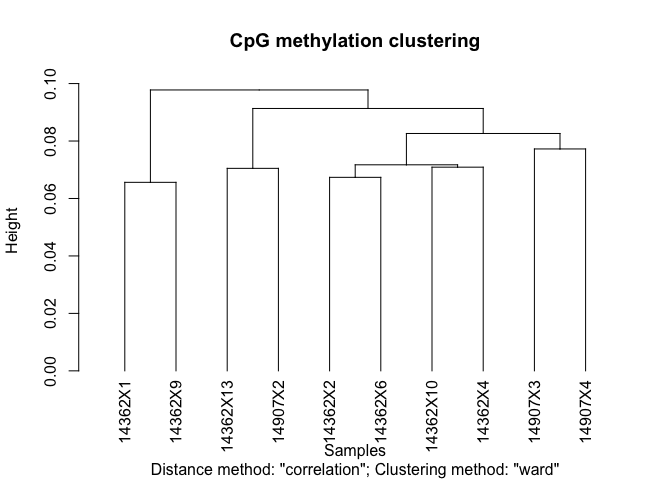 CpG methylation clustering
Height
0.10
0.08
0.06
0.04
0.02
0.00
14362X1
14362X9
14362X13
14907X2
14362X2
14362X6
14362X10
14362X4
14907X3
14907X4
Samples
Distance method: "correlation"; Clustering method: "ward"